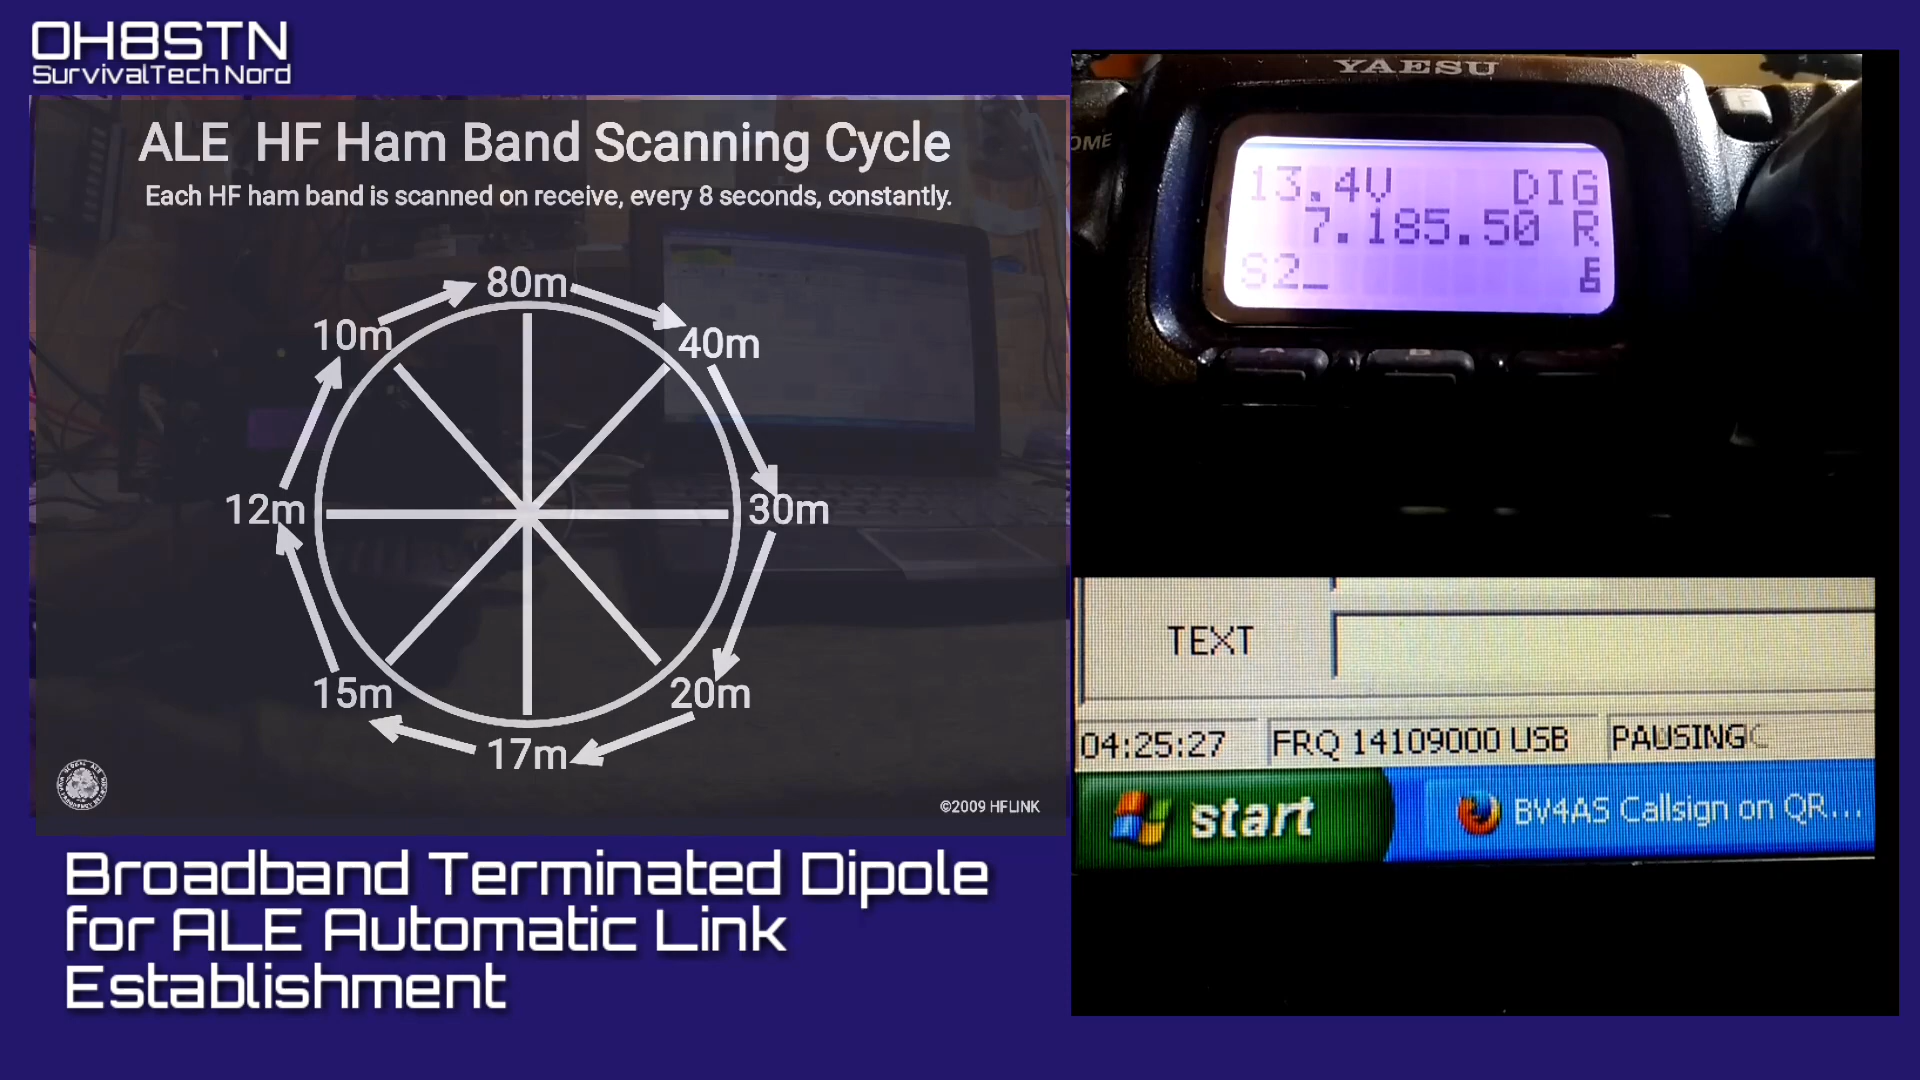 OH8STN
SurvivalTechNord
ALE HF Ham Band Scanning Cycle
Each HF ham band is scanned on receive, every 8 seconds, constantly.
80m
40m
30m
20m
17m
15m
12m
10m
©2009 HFLINK
Broadband Terminated Dipole
for ALE Automatic Link
Establishment
YAESU
F
OME
13.4V DIG
7.185.50 R
S2_
A
B
TEXT
04:25:27 FRQ 14109000 USB PAUSING
start BV4AS Callsign on QR...